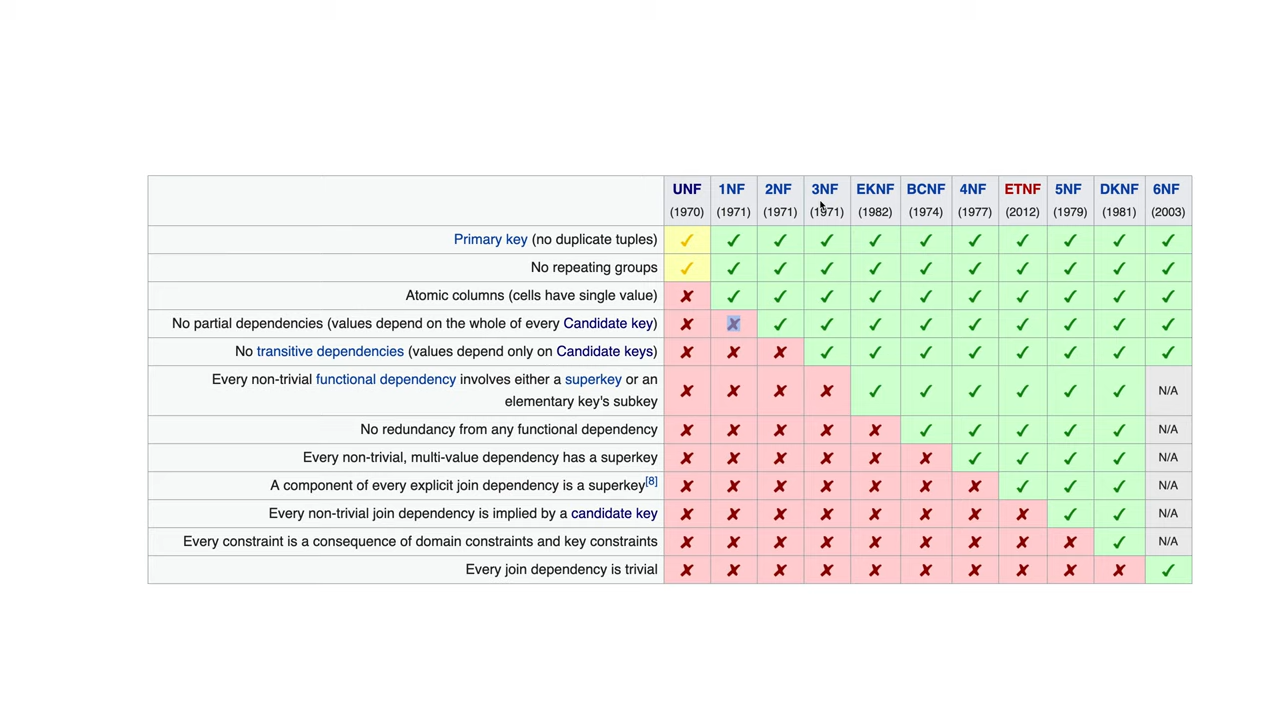 UNF 1NF 2NF 3NF EKNF BCNF 4NF ETNF 5NF DKNF 6NF
(1970) (1971) (1971) (1971) (1982) (1974) (1977) (2012) (1979) (1981) (2003)
Primary key (no duplicate tuples) ✓ ✓ ✓ ✓ ✓ ✓ ✓ ✓ ✓ ✓ ✓
No repeating groups ✓ ✓ ✓ ✓ ✓ ✓ ✓ ✓ ✓ ✓ ✓
Atomic columns (cells have single value) ✗ ✓ ✓ ✓ ✓ ✓ ✓ ✓ ✓ ✓ ✓
No partial dependencies (values depend on the whole of every Candidate key) ✗ ✗ ✓ ✓ ✓ ✓ ✓ ✓ ✓ ✓ ✓
No transitive dependencies (values depend only on Candidate keys) ✗ ✗ ✗ ✓ ✓ ✓ ✓ ✓ ✓ ✓ ✓
Every non-trivial functional dependency involves either a superkey or an
elementary key's subkey ✗ ✗ ✗ ✗ ✓ ✓ ✓ ✓ ✓ ✓ N/A
No redundancy from any functional dependency ✗ ✗ ✗ ✗ ✗ ✓ ✓ ✓ ✓ ✓ N/A
Every non-trivial, multi-value dependency has a superkey ✗ ✗ ✗ ✗ ✗ ✗ ✓ ✓ ✓ ✓ N/A
A component of every explicit join dependency is a superkey[8] ✗ ✗ ✗ ✗ ✗ ✗ ✗ ✓ ✓ ✓ N/A
Every non-trivial join dependency is implied by a candidate key ✗ ✗ ✗ ✗ ✗ ✗ ✗ ✗ ✓ ✓ N/A
Every constraint is a consequence of domain constraints and key constraints ✗ ✗ ✗ ✗ ✗ ✗ ✗ ✗ ✗ ✓ N/A
Every join dependency is trivial ✗ ✗ ✗ ✗ ✗ ✗ ✗ ✗ ✗ ✗ ✓